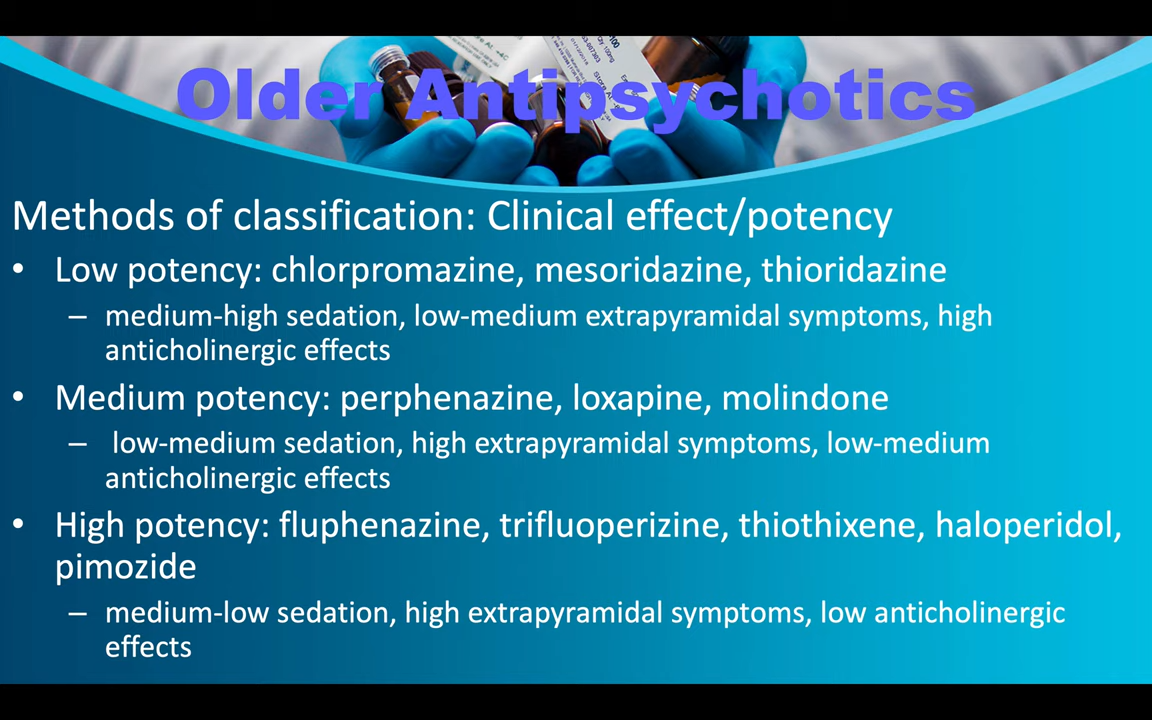 Older Antipsychotics
Methods of classification: Clinical effect/potency
• Low potency: chlorpromazine, mesoridazine, thioridazine
– medium-high sedation, low-medium extrapyramidal symptoms, high
anticholinergic effects
• Medium potency: perphenazine, loxapine, molindone
– low-medium sedation, high extrapyramidal symptoms, low-medium
anticholinergic effects
• High potency: fluphenazine, trifluoperizine, thiothixene, haloperidol,
pimozide
– medium-low sedation, high extrapyramidal symptoms, low anticholinergic
effects